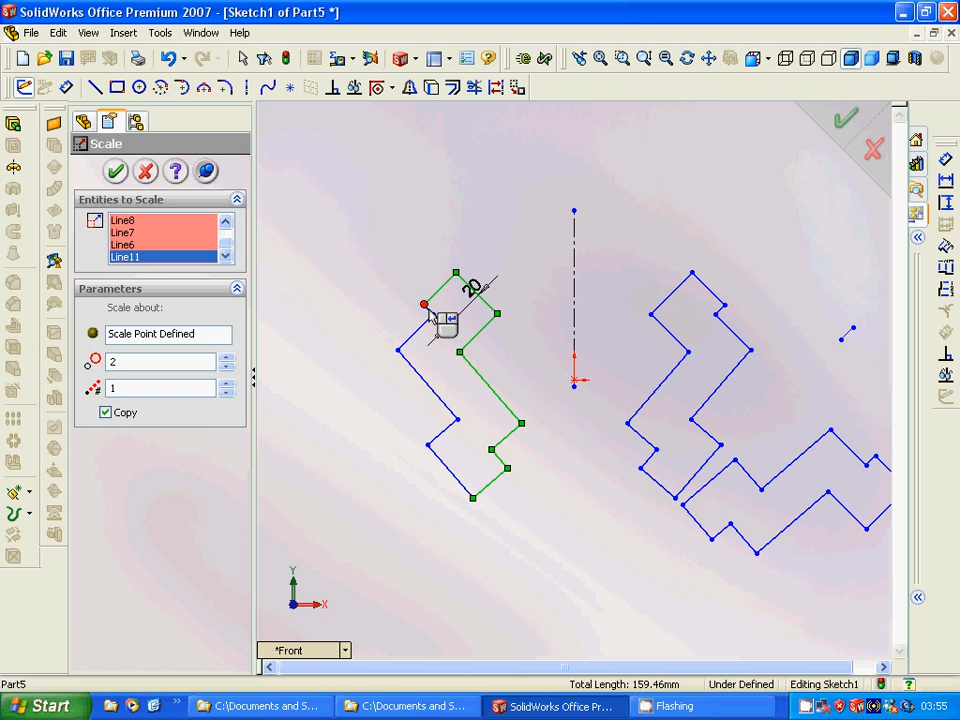 SolidWorks Office Premium 2007 - [Sketch1 of Part5 *]
File Edit View Insert Tools Window Help
Scale
Entities to Scale
Line8
Line7
Line6
Line11
Parameters
Scale about:
Scale Point Defined
2
1
Copy
20
Y
X
*Front
Part5 Total Length: 159.46mm Under Defined Editing Sketch1
Start C:\Documents and S... C:\Documents and S... SolidWorks Office Pr... Flashing 03:55